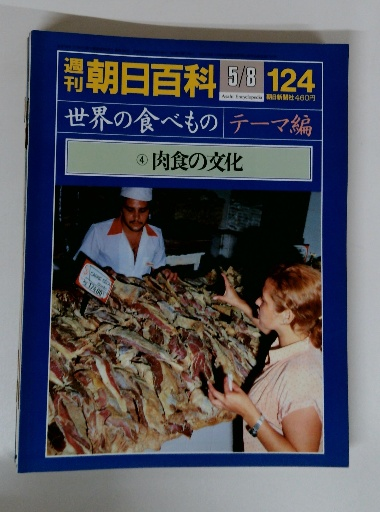 週刊 朝日百科 5/8 124
Asahi Encyclopedia 朝日新聞社 460円
世界の食べもの テーマ編
④肉食の文化